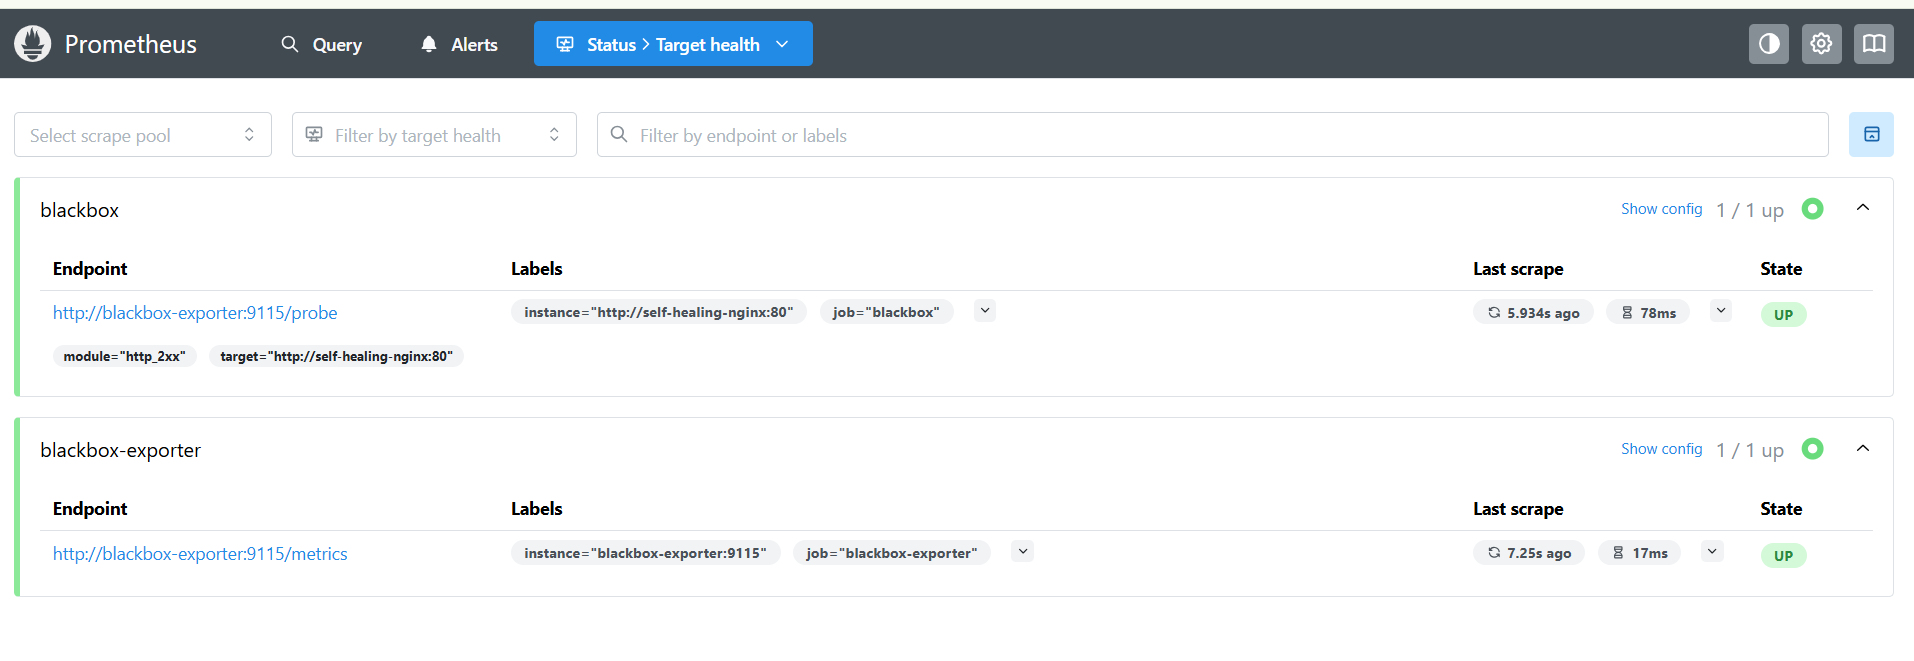 Prometheus Query Alerts Status > Target health
Select scrape pool Filter by target health Filter by endpoint or labels
blackbox Show config 1 / 1 up
Endpoint Labels Last scrape State
http://blackbox-exporter:9115/probe instance="http://self-healing-nginx:80" job="blackbox" 5.934s ago 78ms UP
module="http_2xx" target="http://self-healing-nginx:80"
blackbox-exporter Show config 1 / 1 up
Endpoint Labels Last scrape State
http://blackbox-exporter:9115/metrics instance="blackbox-exporter:9115" job="blackbox-exporter" 7.25s ago 17ms UP